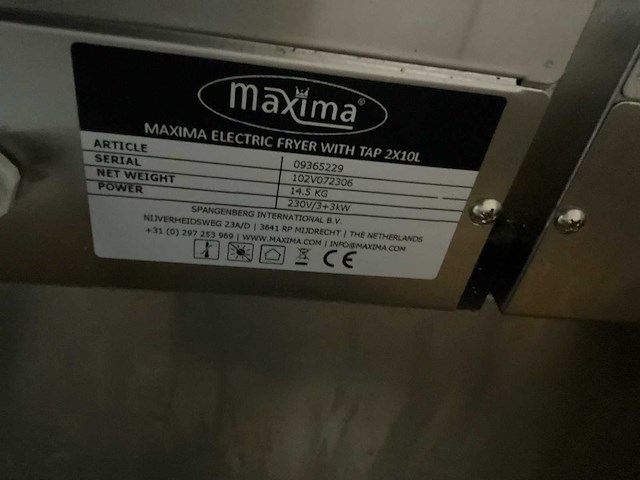 maxima®
MAXIMA ELECTRIC FRYER WITH TAP 2X10L
ARTICLE 09365229
SERIAL 102V072306
NET WEIGHT 14.5 KG
POWER 230V/3+3kW
SPANGENBERG INTERNATIONAL B.V.
NIJVERHEIDSWEG 23A/D | 3641 RP MIJDRECHT | THE NETHERLANDS
+31 (0) 297 253 969 | WWW.MAXIMA.COM | INFO@MAXIMA.COM
CE